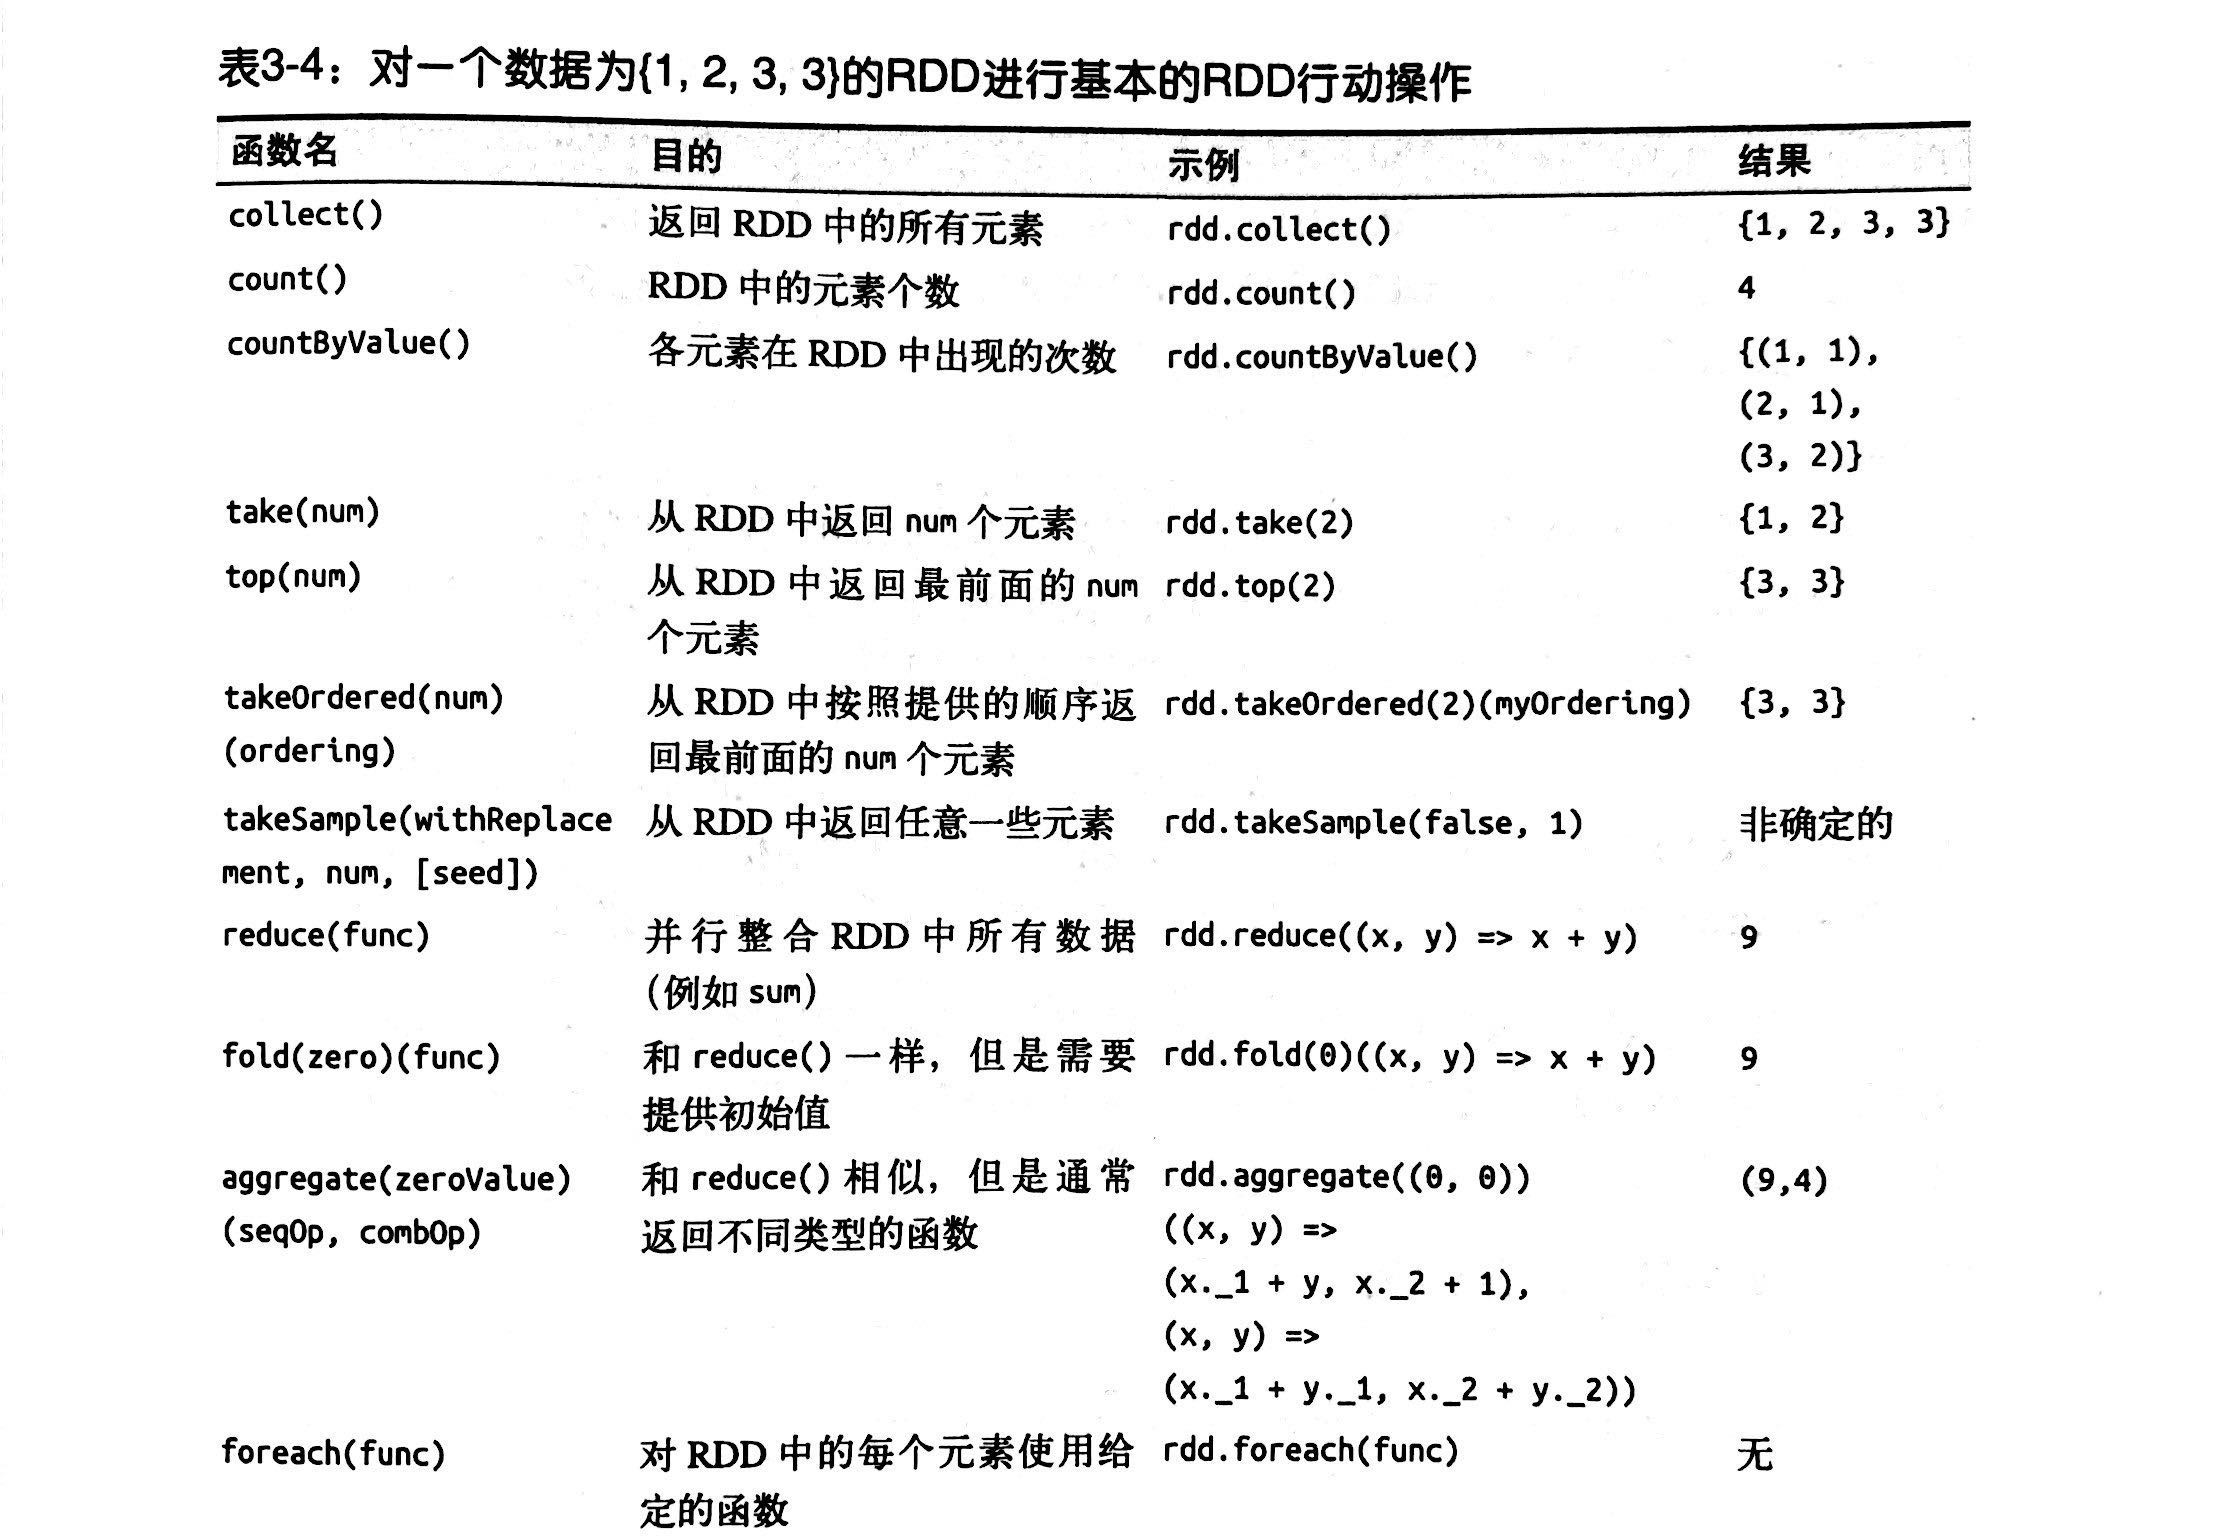 表3-4：对一个数据为{1, 2, 3, 3}的RDD进行基本的RDD行动操作
函数名 目的 示例 结果
collect() 返回 RDD 中的所有元素 rdd.collect() {1, 2, 3, 3}
count() RDD 中的元素个数 rdd.count() 4
countByValue() 各元素在 RDD 中出现的次数 rdd.countByValue() {(1, 1),
(2, 1),
(3, 2)}
take(num) 从 RDD 中返回 num 个元素 rdd.take(2) {1, 2}
top(num) 从 RDD 中返回最前面的 num rdd.top(2) {3, 3}
个元素
takeOrdered(num) 从 RDD 中按照提供的顺序返 rdd.takeOrdered(2)(myOrdering) {3, 3}
(ordering) 回最前面的 num 个元素
takeSample(withReplace 从 RDD 中返回任意一些元素 rdd.takeSample(false, 1) 非确定的
ment, num, [seed])
reduce(func) 并行整合 RDD 中所有数据 rdd.reduce((x, y) => x + y) 9
(例如 sum)
fold(zero)(func) 和 reduce() 一样，但是需要 rdd.fold(0)((x, y) => x + y) 9
提供初始值
aggregate(zeroValue) 和 reduce() 相似，但是通常 rdd.aggregate((0, 0)) (9,4)
(seqOp, combOp) 返回不同类型的函数 ((x, y) =>
(x._1 + y, x._2 + 1),
(x, y) =>
(x._1 + y._1, x._2 + y._2))
foreach(func) 对 RDD 中的每个元素使用给 rdd.foreach(func) 无
定的函数